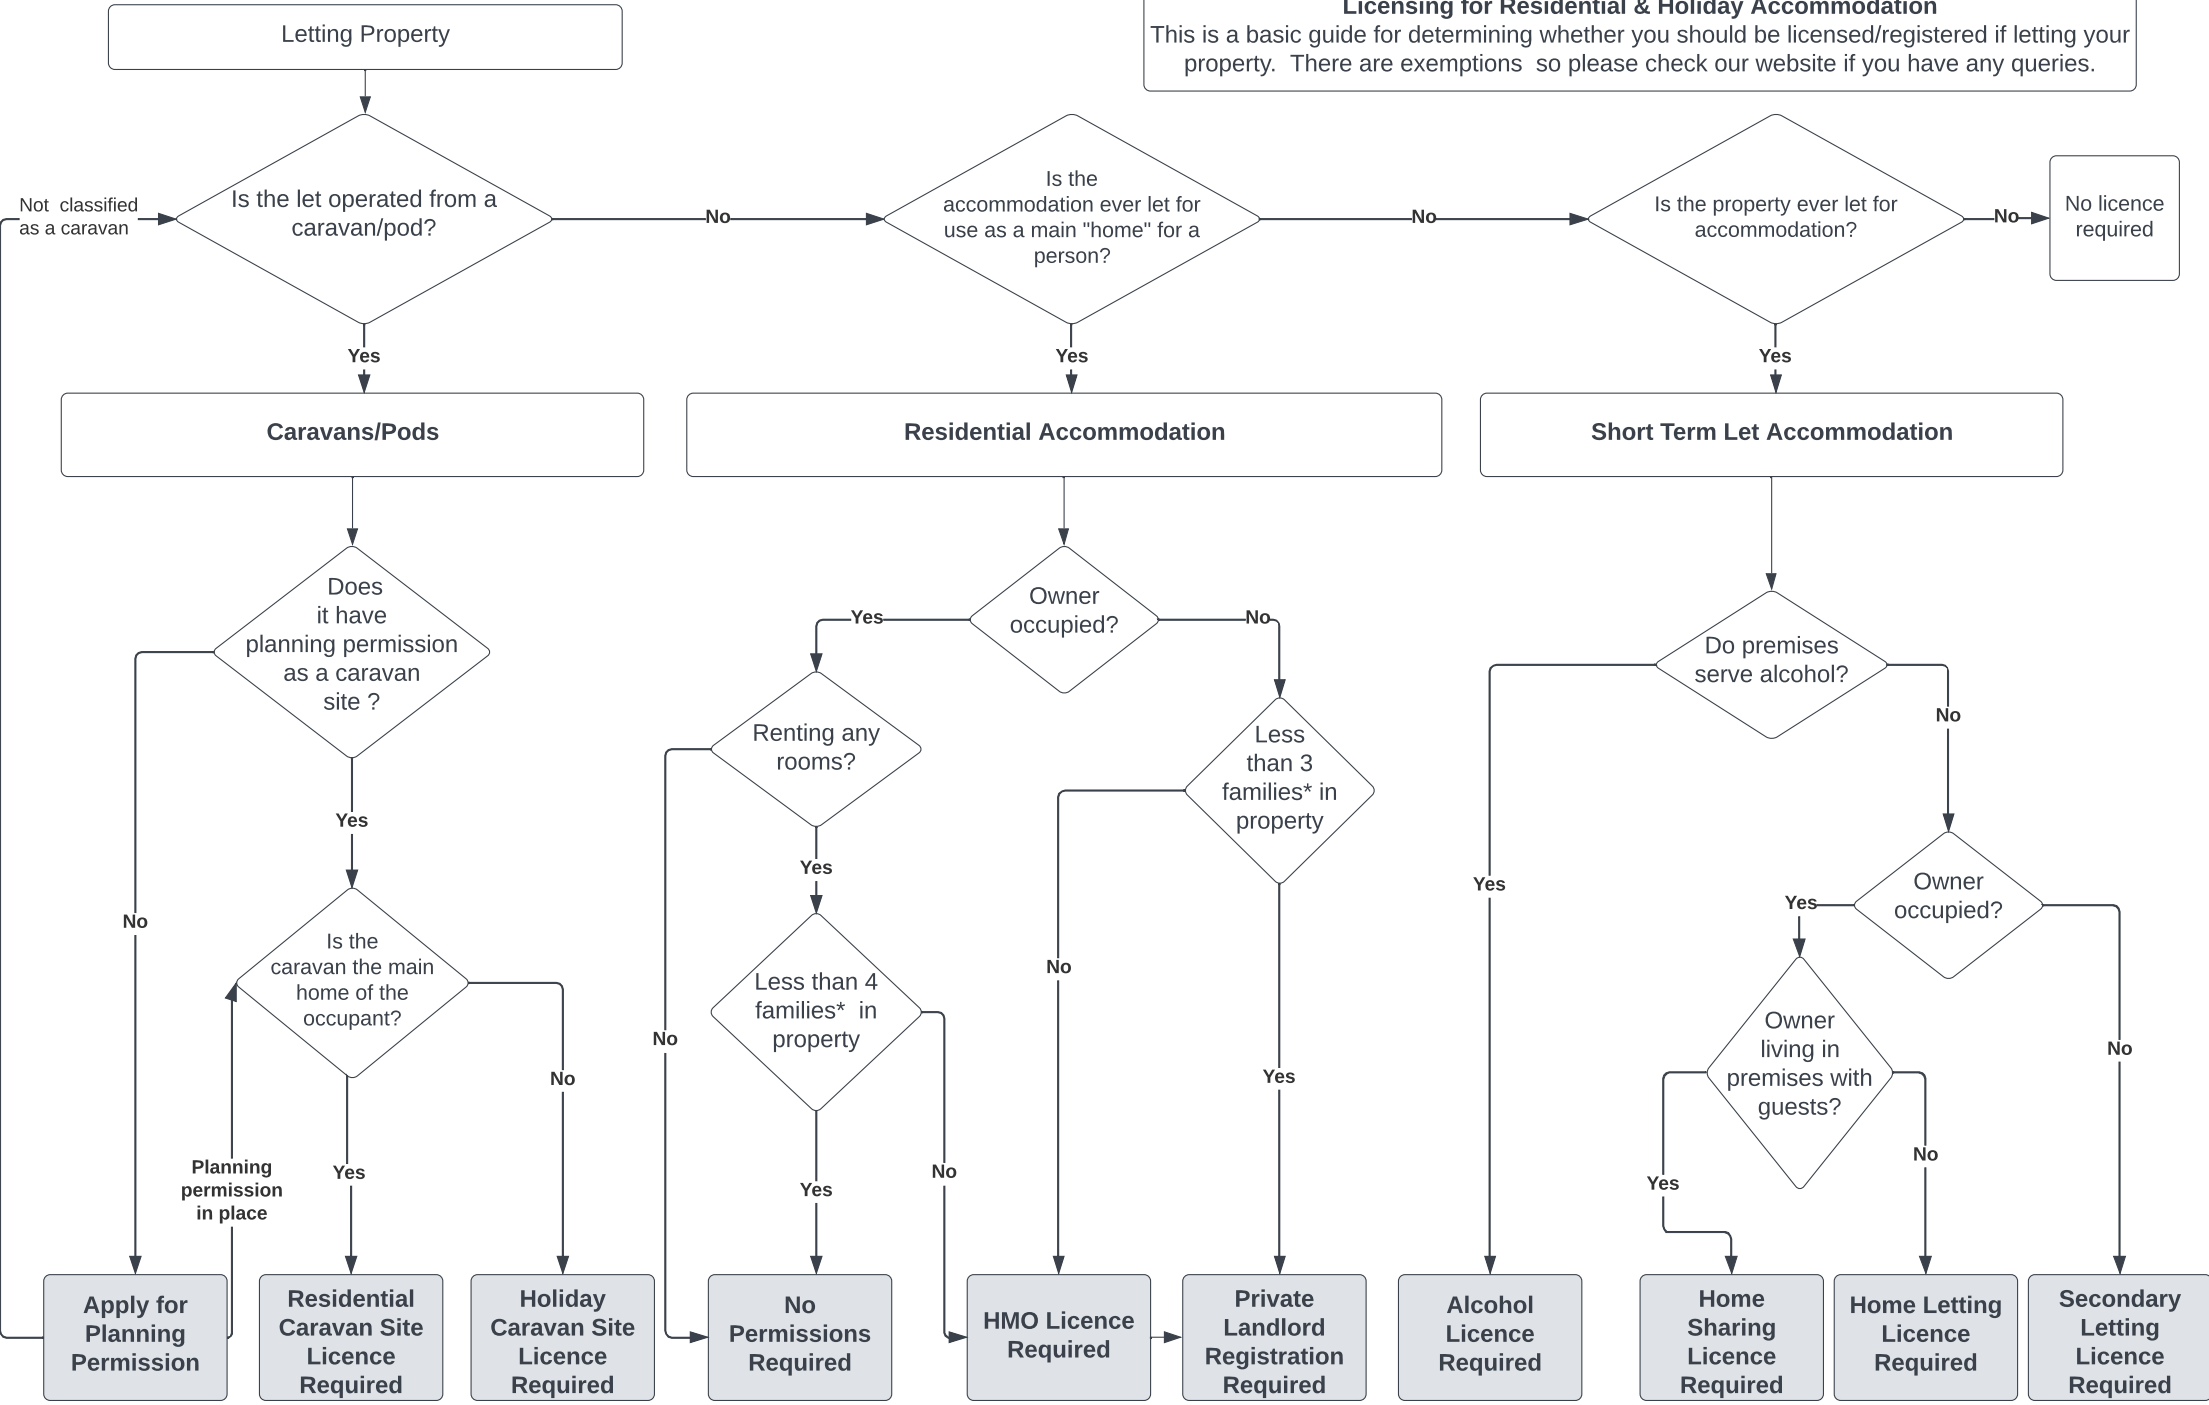 Licensing for Residential & Holiday Accommodation
This is a basic guide for determining whether you should be licensed/registered if letting your
property.  There are exemptions  so please check our website if you have any queries.
Letting Property
Is the let operated from a
caravan/pod?
Not  classified
as a caravan
No
Is the
accommodation ever let for
use as a main "home" for a
person?
No
Is the property ever let for
accommodation?
No
No licence
required
Yes
Yes
Yes
Caravans/Pods
Residential Accommodation
Short Term Let Accommodation
Does
it have
planning permission
as a caravan
site ?
No
Yes
Is the
caravan the main
home of the
occupant?
Planning
permission
in place
Yes
No
Owner
occupied?
Yes
No
Renting any
rooms?
No
Yes
Less than 4
families*  in
property
Yes
No
Less
than 3
families* in
property
No
Yes
Do premises
serve alcohol?
Yes
No
Owner
occupied?
Yes
No
Owner
living in
premises with
guests?
Yes
No
Apply for
Planning
Permission
Residential
Caravan Site
Licence
Required
Holiday
Caravan Site
Licence
Required
No
Permissions
Required
HMO Licence
Required
Private
Landlord
Registration
Required
Alcohol
Licence
Required
Home
Sharing
Licence
Required
Home Letting
Licence
Required
Secondary
Letting
Licence
Required